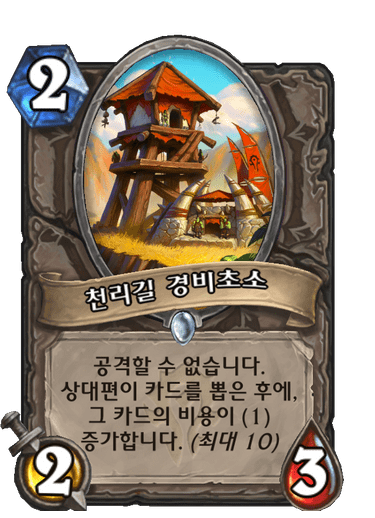 2
천리길 경비초소
공격할 수 없습니다.
상대편이 카드를 뽑은 후에,
그 카드의 비용이 (1)
증가합니다. (최대 10)
2
3